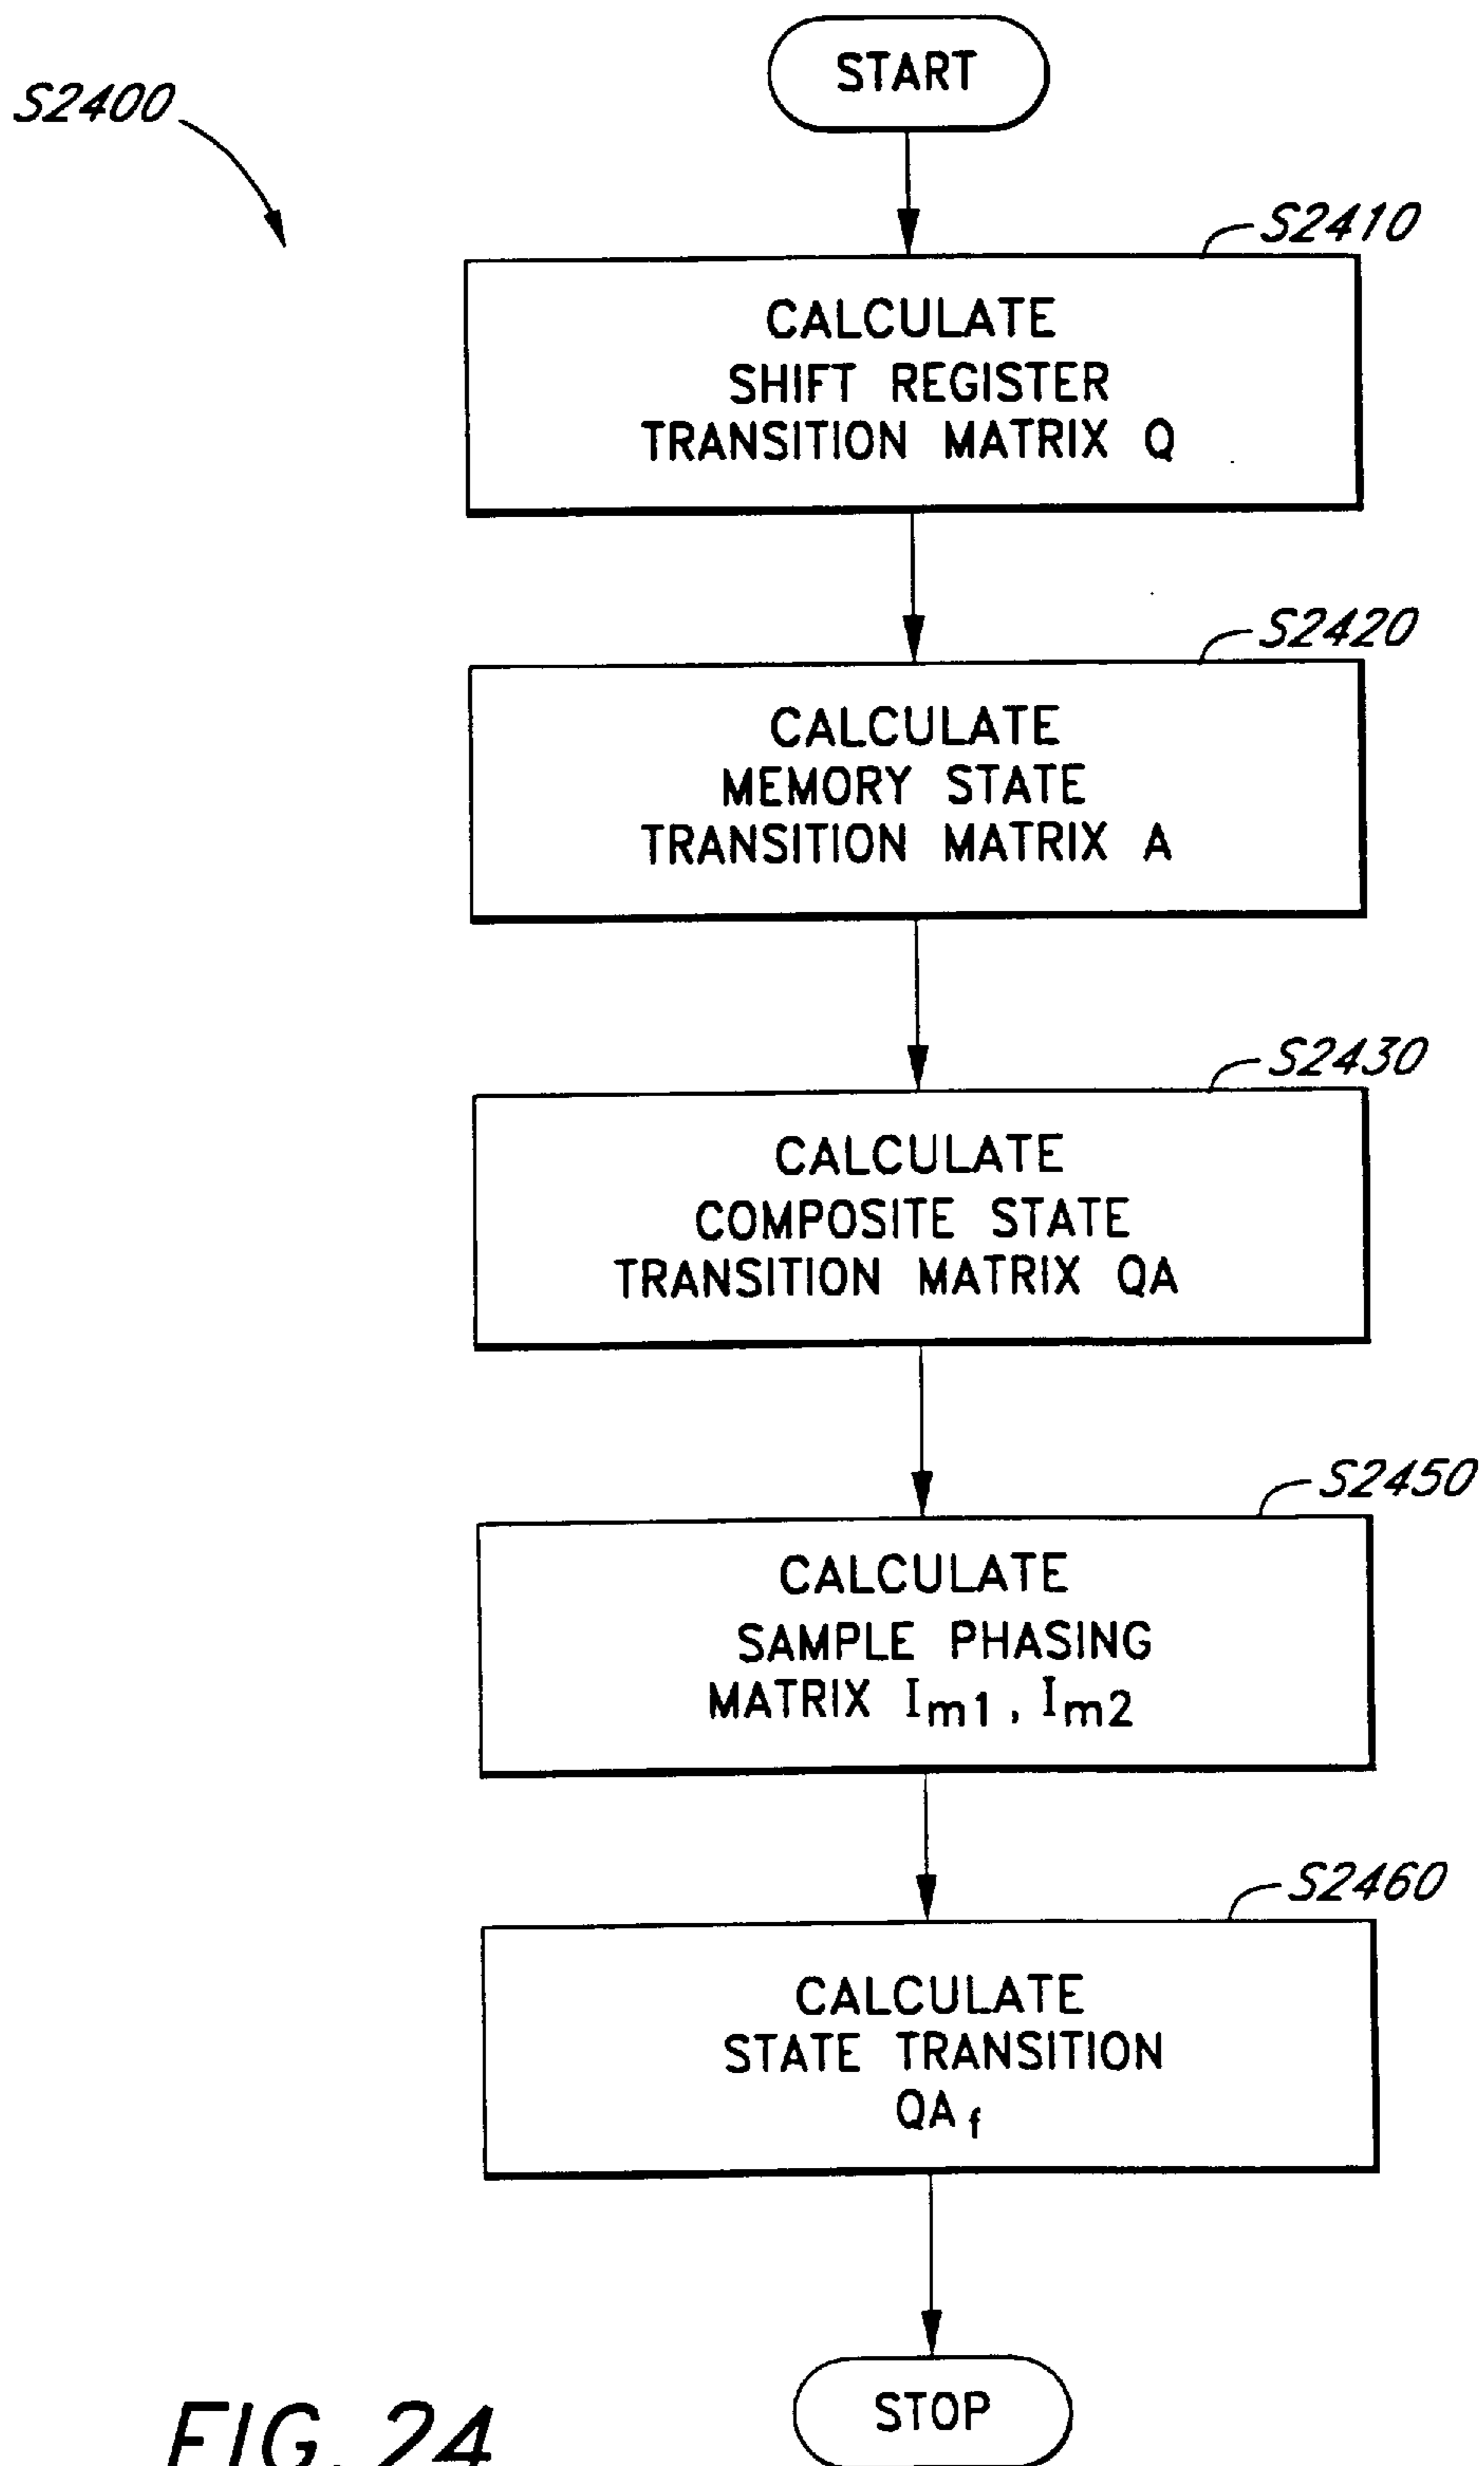 START
S2400
S2410
CALCULATE
SHIFT REGISTER
TRANSITION MATRIX Q
S2420
CALCULATE
MEMORY STATE
TRANSITION MATRIX A
S2430
CALCULATE
COMPOSITE STATE
TRANSITION MATRIX QA
S2450
CALCULATE
SAMPLE PHASING
MATRIX Im1, Im2
S2460
CALCULATE
STATE TRANSITION
QAf
STOP
FIG. 24